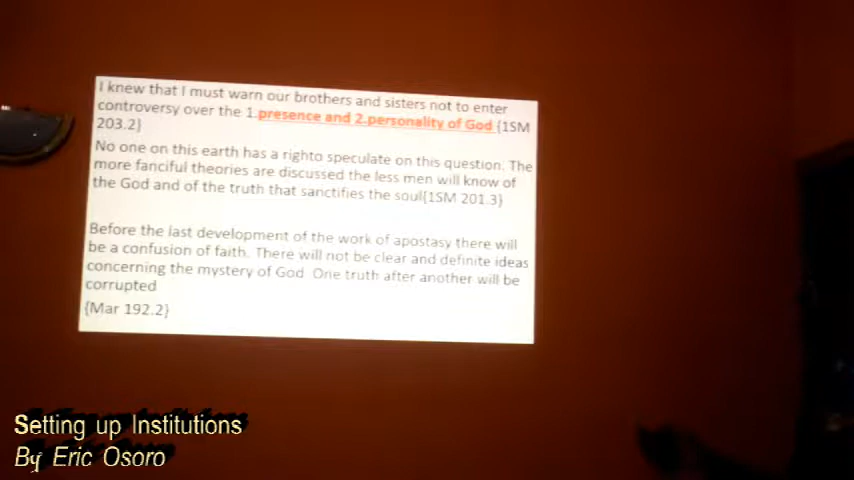 I knew that I must warn our brothers and sisters not to enter
controversy over the 1.presence and 2.personality of God {1SM
203.2}
No one on this earth has a righto speculate on this question. The
more fanciful theories are discussed the less men will know of
the God and of the truth that sanctifies the soul{1SM 201.3}
Before the last development of the work of apostasy there will
be a confusion of faith. There will not be clear and definite ideas
concerning the mystery of God. One truth after another will be
corrupted
{Mar 192.2}
Setting up Institutions
By Eric Osoro